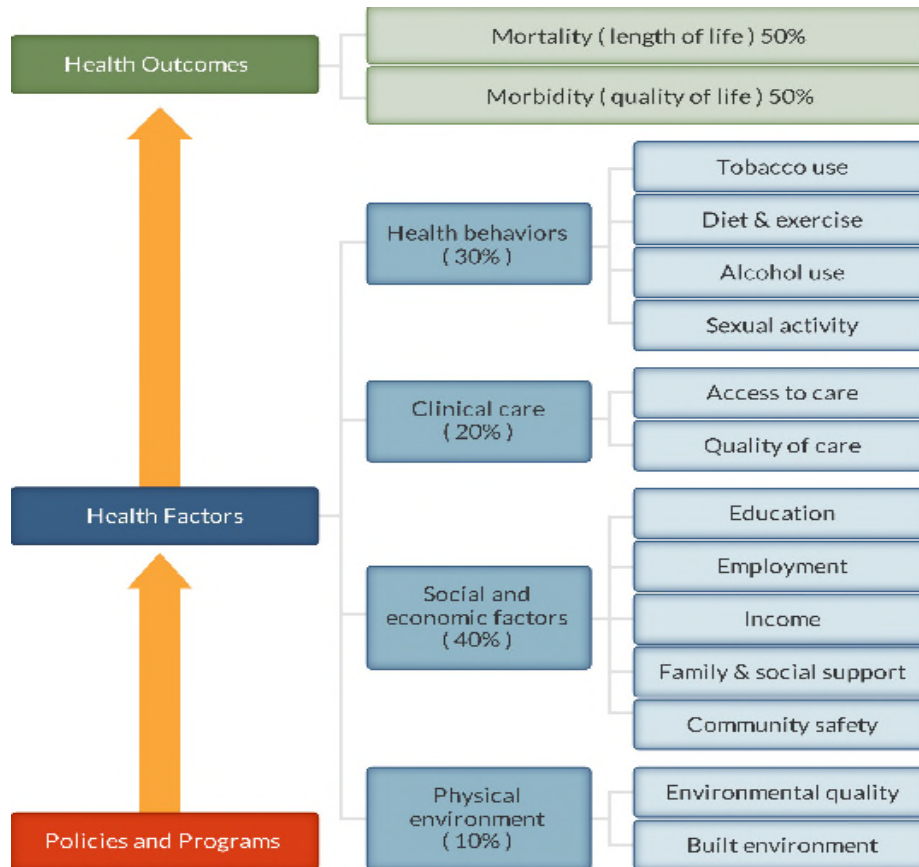 Health Outcomes
Mortality ( length of life ) 50%
Morbidity ( quality of life ) 50%
Health behaviors
( 30% )
Tobacco use
Diet & exercise
Alcohol use
Sexual activity
Clinical care
( 20% )
Access to care
Quality of care
Health Factors
Social and
economic factors
( 40% )
Education
Employment
Income
Family & social support
Community safety
Physical
environment
( 10% )
Environmental quality
Built environment
Policies and Programs